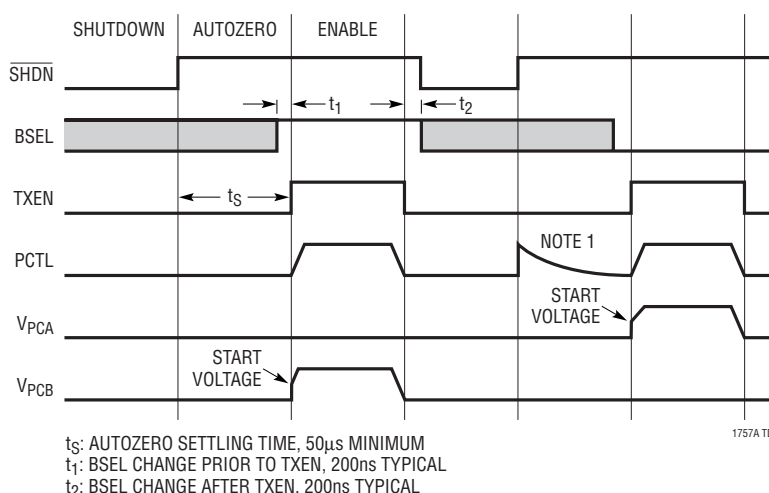 SHUTDOWN AUTOZERO ENABLE
SHDN
t1 t2
BSEL
TXEN
tS
PCTL
NOTE 1
START
VOLTAGE
VPCA
START
VOLTAGE
VPCB
1757A
tS: AUTOZERO SETTLING TIME, 50µs MINIMUM
t1: BSEL CHANGE PRIOR TO TXEN, 200ns TYPICAL
t2: BSEL CHANGE AFTER TXEN, 200ns TYPICAL